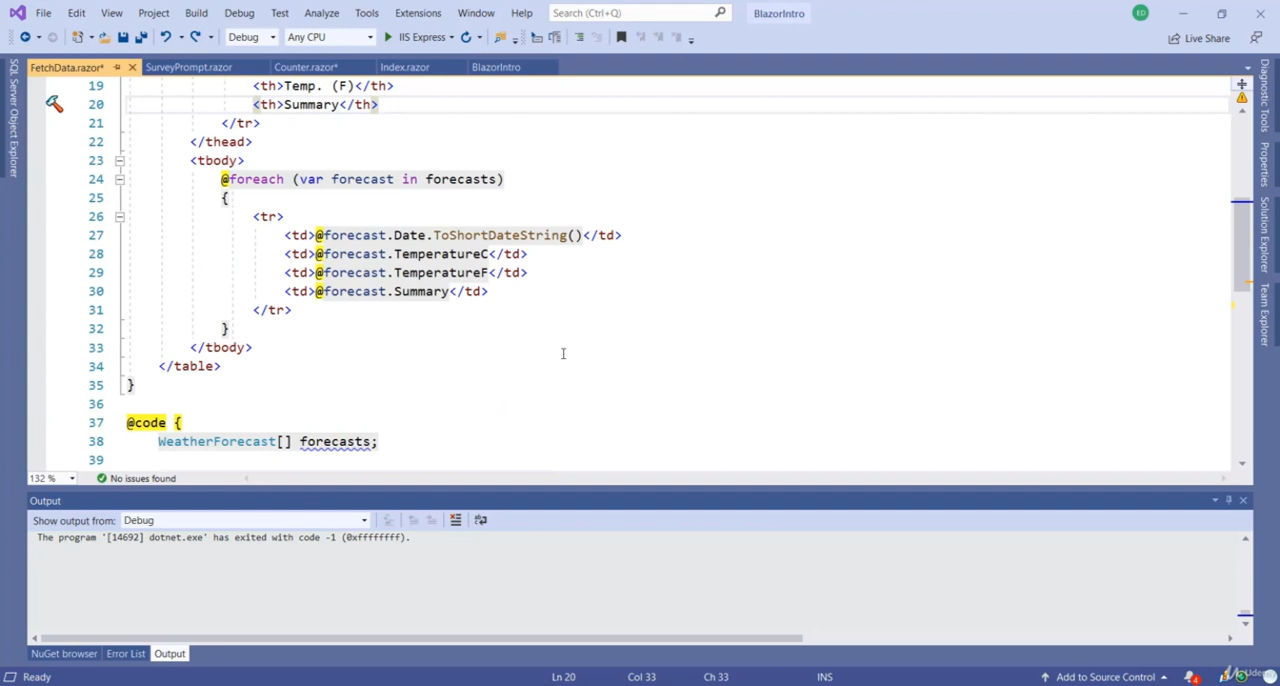 File Edit View Project Build Debug Test Analyze Tools Extensions Window Help Search (Ctrl+Q) BlazorIntro ED
Debug Any CPU IIS Express Live Share
FetchData.razor* SurveyPrompt.razor Counter.razor* Index.razor BlazorIntro
SQL Server Object Explorer
Diagnostic Tools
Properties
Solution Explorer
Team Explorer
19 <th>Temp. (F)</th>
20 <th>Summary</th>
21 </tr>
22 </thead>
23 <tbody>
24 @foreach (var forecast in forecasts)
25 {
26 <tr>
27 <td>@forecast.Date.ToShortDateString()</td>
28 <td>@forecast.TemperatureC</td>
29 <td>@forecast.TemperatureF</td>
30 <td>@forecast.Summary</td>
31 </tr>
32 }
33 </tbody>
34 </table>
35 }
36
37 @code {
38 WeatherForecast[] forecasts;
39
132 % No issues found
Output
Show output from: Debug
The program '[14692] dotnet.exe' has exited with code -1 (0xffffffff).
NuGet browser Error List Output
Ready Ln 20 Col 33 Ch 33 INS Add to Source Control 4